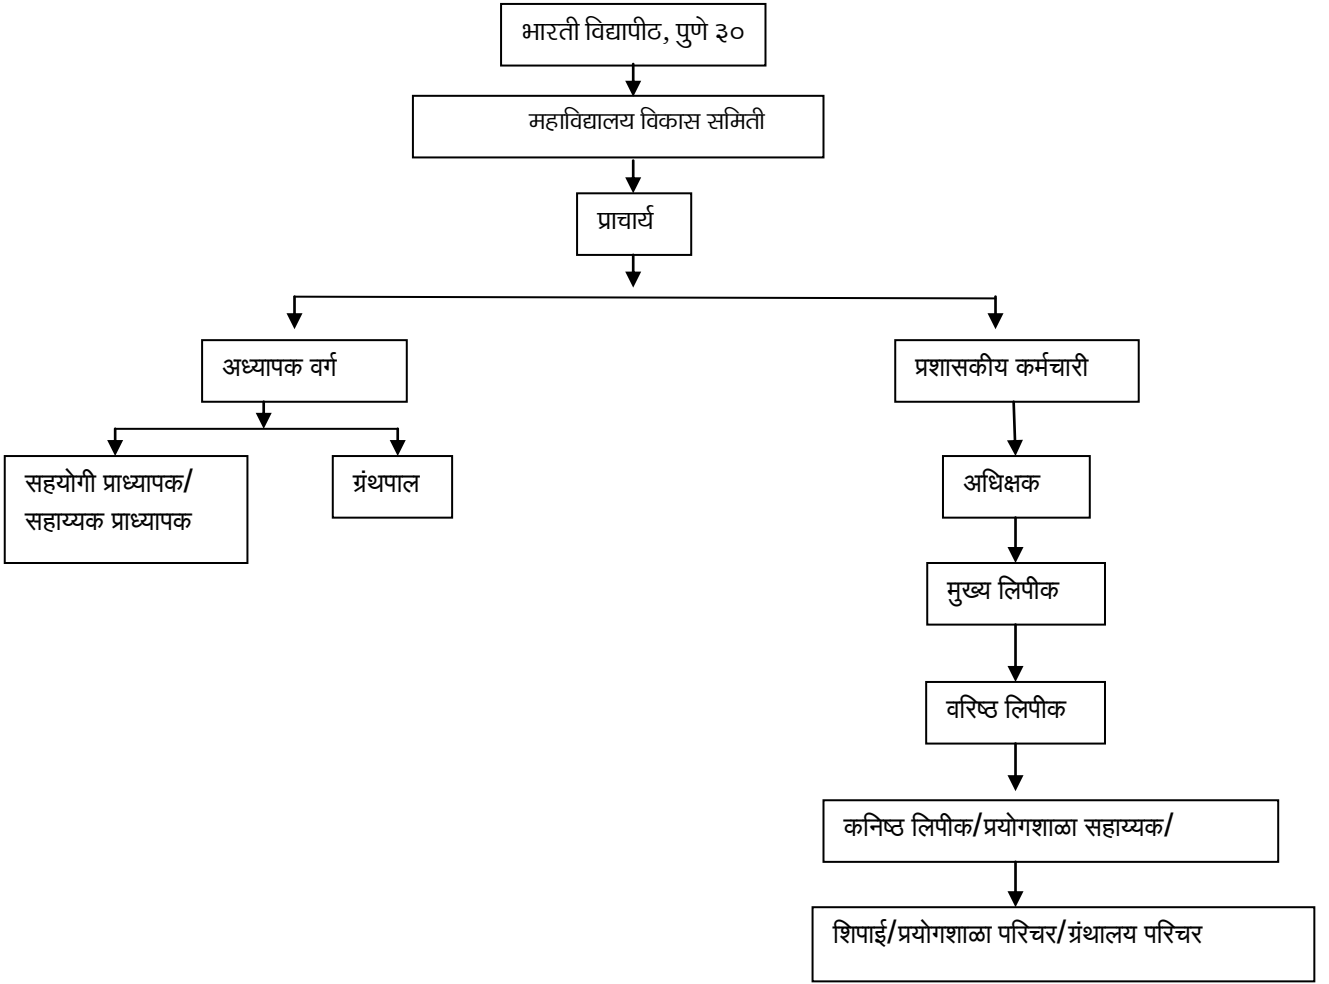 भारती विद्यापीठ, पुणे ३०
महाविद्यालय विकास समिती
प्राचार्य
अध्यापक वर्ग
प्रशासकीय कर्मचारी
सहयोगी प्राध्यापक/
सहाय्यक प्राध्यापक
ग्रंथपाल
अधिक्षक
मुख्य लिपीक
वरिष्ठ लिपीक
कनिष्ठ लिपीक/प्रयोगशाळा सहाय्यक/
शिपाई/प्रयोगशाळा परिचर/ग्रंथालय परिचर